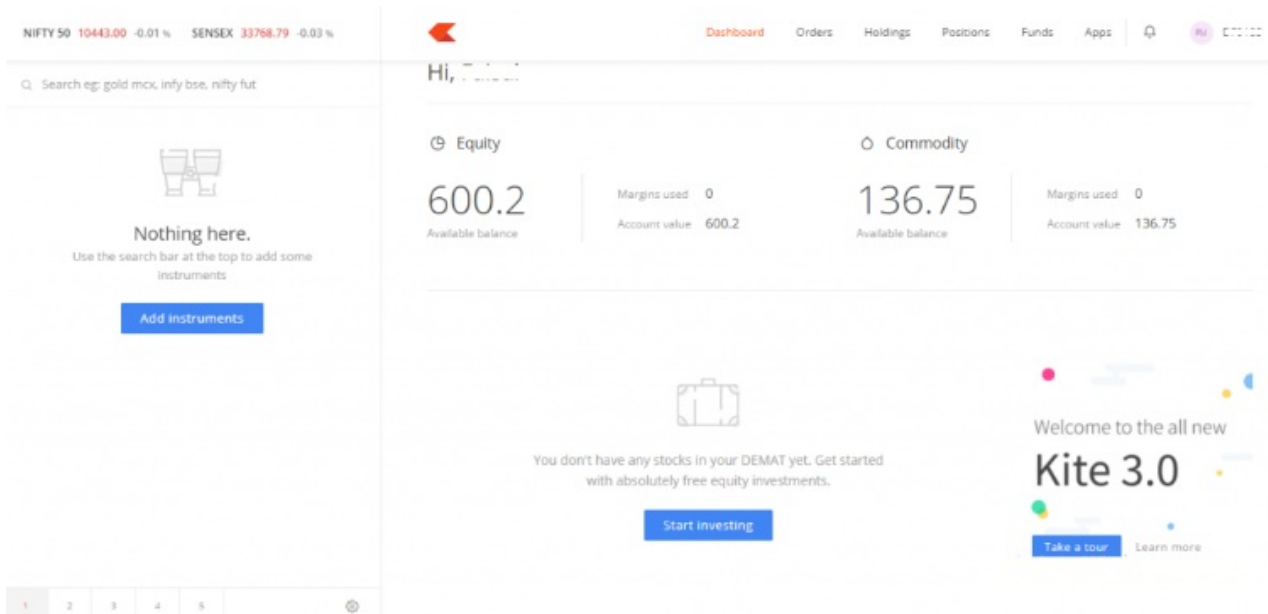 NIFTY 50 10443.00 -0.01 % SENSEX 33768.79 -0.03 %
Dashboard Orders Holdings Positions Funds Apps
Search eg: gold mcx, infy bse, nifty fut
Hi,
Nothing here.
Use the search bar at the top to add some
instruments
Add instruments
Equity
600.2
Available balance
Margins used 0
Account value 600.2
Commodity
136.75
Available balance
Margins used 0
Account value 136.75
You don't have any stocks in your DEMAT yet. Get started
with absolutely free equity investments.
Start investing
Welcome to the all new
Kite 3.0
Take a tour Learn more
1 2 3 4 5